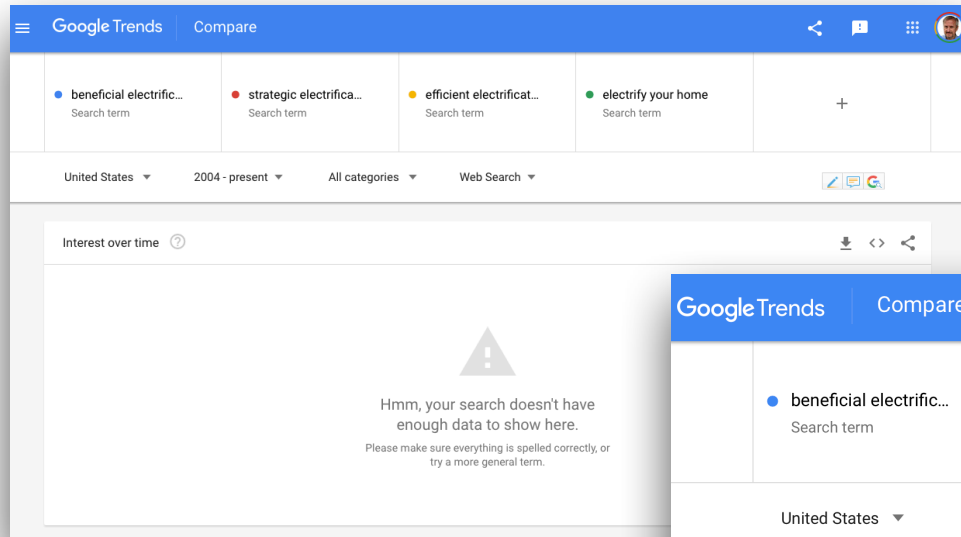 Google Trends Compare
beneficial electrific... strategic electrifica... efficient electrificat... electrify your home
Search term Search term Search term Search term
+
United States 2004 - present All categories Web Search
Interest over time ?
Hmm, your search doesn't have
enough data to show here.
Please make sure everything is spelled correctly, or
try a more general term.
Google Trends Compare
beneficial electrific...
Search term
United States